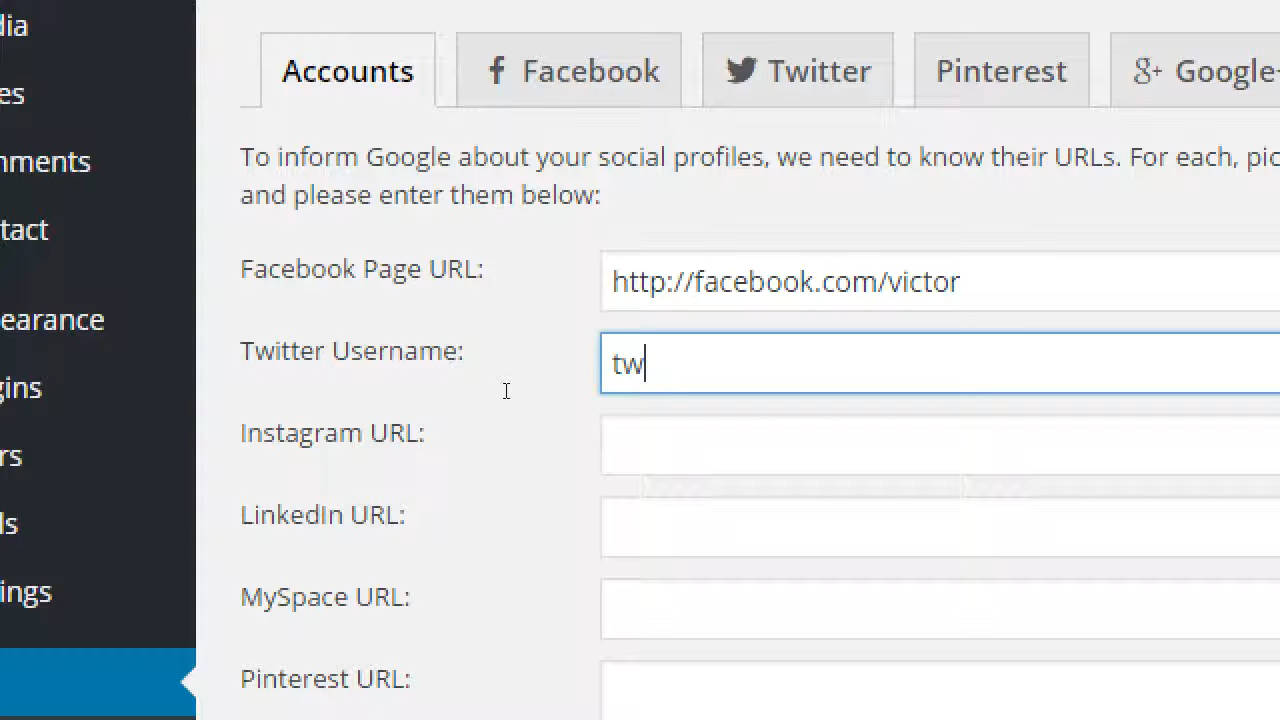 dia
es
nments
tact
earance
gins
rs
ls
ings
Accounts
Facebook
Twitter
Pinterest
g+ Google+
To inform Google about your social profiles, we need to know their URLs. For each, pic
and please enter them below:
Facebook Page URL:
http://facebook.com/victor
Twitter Username:
tw
Instagram URL:
LinkedIn URL:
MySpace URL:
Pinterest URL: